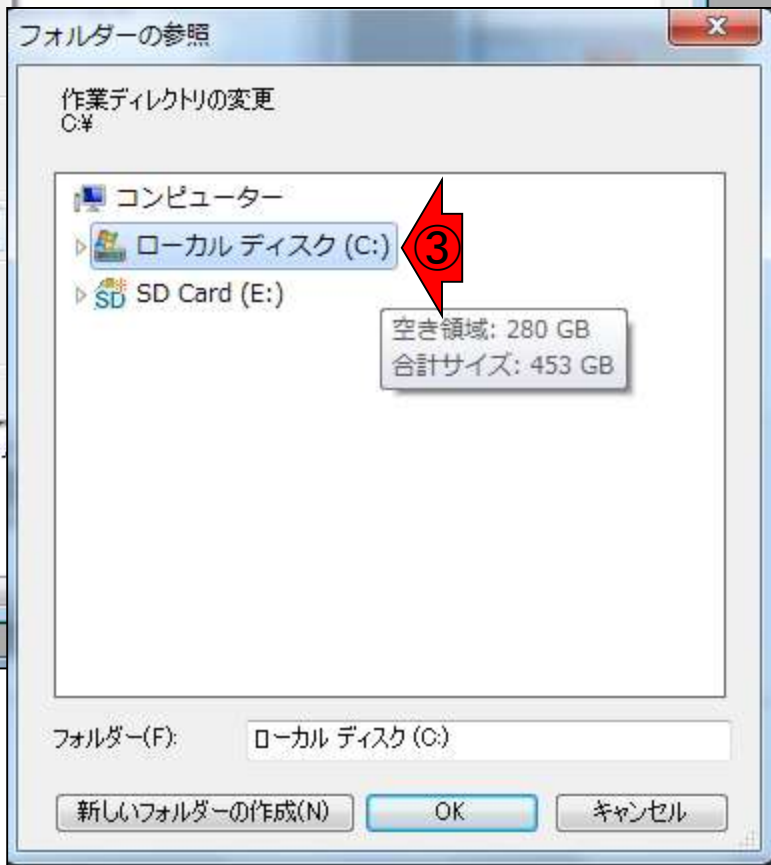 フォルダーの参照
作業ディレクトリの変更
C:¥
コンピューター
ローカル ディスク (C:)
③
SD Card (E:)
SD
空き領域: 280 GB
合計サイズ: 453 GB
フォルダー(F):
ローカル ディスク (C:)
新しいフォルダーの作成(N)
OK
キャンセル